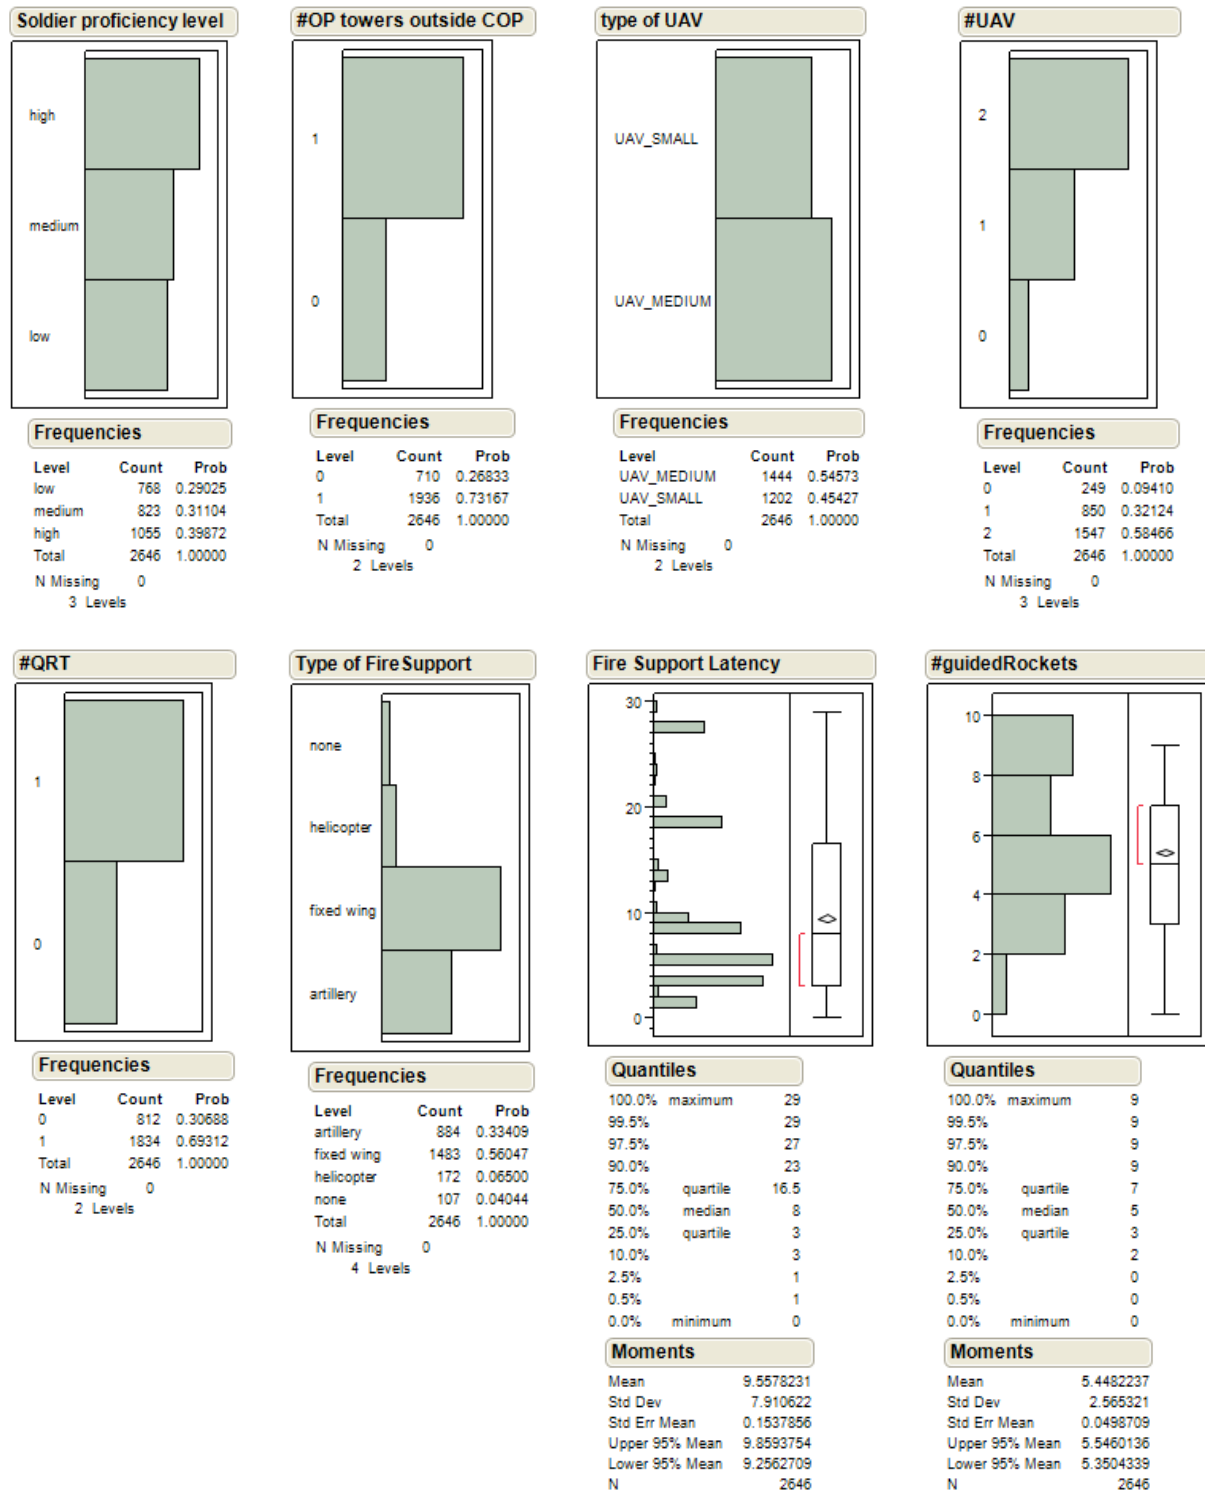 Soldier proficiency level
high
medium
low
Frequencies
Level Count Prob
low 768 0.29025
medium 823 0.31104
high 1055 0.39872
Total 2646 1.00000
N Missing 0
3 Levels
#OP towers outside COP
1
0
Frequencies
Level Count Prob
0 710 0.26833
1 1936 0.73167
Total 2646 1.00000
N Missing 0
2 Levels
type of UAV
UAV_SMALL
UAV_MEDIUM
Frequencies
Level Count Prob
UAV_MEDIUM 1444 0.54573
UAV_SMALL 1202 0.45427
Total 2646 1.00000
N Missing 0
2 Levels
#UAV
2
1
0
Frequencies
Level Count Prob
0 249 0.09410
1 850 0.32124
2 1547 0.58466
Total 2646 1.00000
N Missing 0
3 Levels
#QRT
1
0
Frequencies
Level Count Prob
0 812 0.30688
1 1834 0.69312
Total 2646 1.00000
N Missing 0
2 Levels
Type of FireSupport
none
helicopter
fixed wing
artillery
Frequencies
Level Count Prob
artillery 884 0.33409
fixed wing 1483 0.56047
helicopter 172 0.06500
none 107 0.04044
Total 2646 1.00000
N Missing 0
4 Levels
Fire Support Latency
30
20
10
0
Quantiles
100.0% maximum 29
99.5% 29
97.5% 27
90.0% 23
75.0% quartile 16.5
50.0% median 8
25.0% quartile 3
10.0% 3
2.5% 1
0.5% 1
0.0% minimum 0
Moments
Mean 9.5578231
Std Dev 7.910622
Std Err Mean 0.1537856
Upper 95% Mean 9.8593754
Lower 95% Mean 9.2562709
N 2646
#guidedRockets
10
8
6
4
2
0
Quantiles
100.0% maximum 9
99.5% 9
97.5% 9
90.0% 9
75.0% quartile 7
50.0% median 5
25.0% quartile 3
10.0% 2
2.5% 0
0.5% 0
0.0% minimum 0
Moments
Mean 5.4482237
Std Dev 2.565321
Std Err Mean 0.0498709
Upper 95% Mean 5.5460136
Lower 95% Mean 5.3504339
N 2646